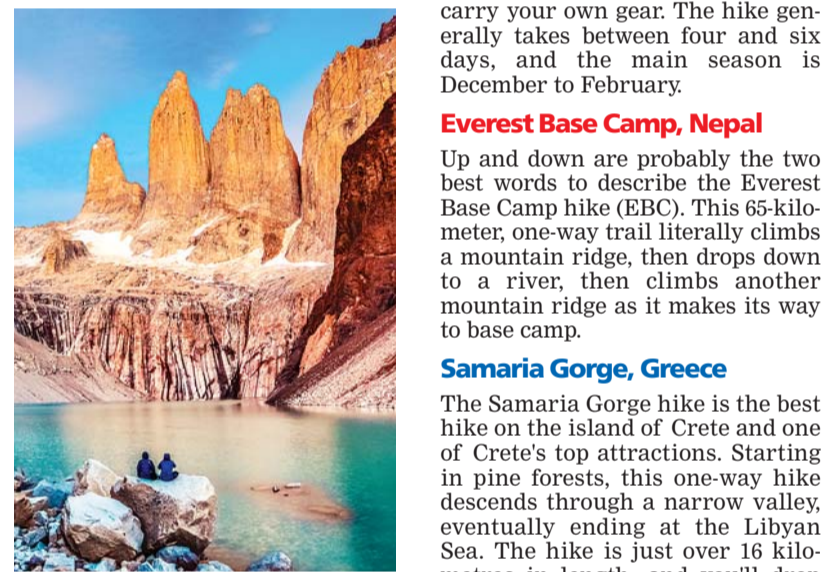 carry your own gear. The hike gen-
erally takes between four and six
days, and the main season is
December to February.
Everest Base Camp, Nepal
Up and down are probably the two
best words to describe the Everest
Base Camp hike (EBC). This 65-kilo-
meter, one-way trail literally climbs
a mountain ridge, then drops down
to a river, then climbs another
mountain ridge as it makes its way
to base camp.
Samaria Gorge, Greece
The Samaria Gorge hike is the best
hike on the island of Crete and one
of Crete's top attractions. Starting
in pine forests, this one-way hike
descends through a narrow valley,
eventually ending at the Libyan
Sea. The hike is just over 16 kilo-